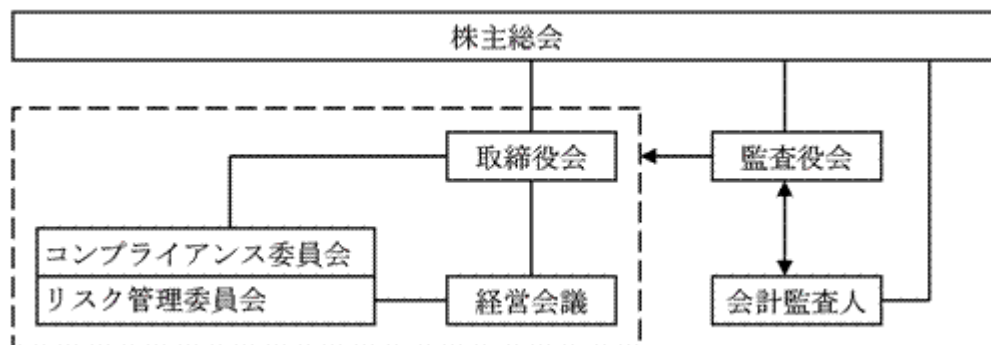 株主総会
取締役会
監査役会
コンプライアンス委員会
リスク管理委員会
経営会議
会計監査人